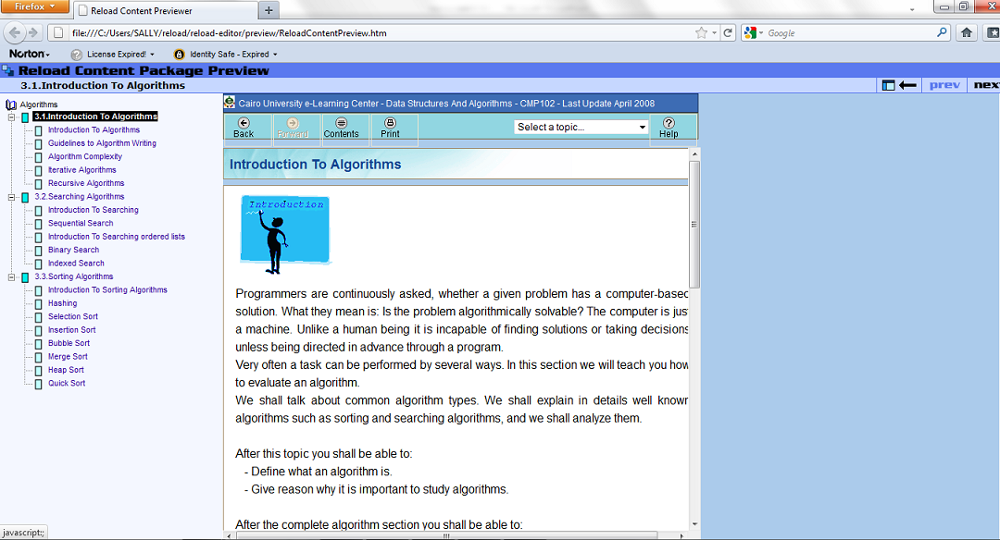 Firefox
Reload Content Previewer
file:///C:/Users/SALLY/reload/reload-editor/preview/ReloadContentPreview.htm
Google
Norton
License Expired!
Identity Safe - Expired
Reload Content Package Preview
3.1.Introduction To Algorithms
prev
next
Algorithms
3.1.Introduction To Algorithms
Introduction To Algorithms
Guidelines to Algorithm Writing
Algorithm Complexity
Iterative Algorithms
Recursive Algorithms
3.2.Searching Algorithms
Introduction To Searching
Sequential Search
Introduction To Searching ordered lists
Binary Search
Indexed Search
3.3.Sorting Algorithms
Introduction To Sorting Algorithms
Hashing
Selection Sort
Insertion Sort
Bubble Sort
Merge Sort
Heap Sort
Quick Sort
Cairo University e-Learning Center - Data Structures And Algorithms - CMP102 - Last Update April 2008
Back
Forward
Contents
Print
Select a topic...
Help
Introduction To Algorithms
Introduction
Programmers are continuously asked, whether a given problem has a computer-based
solution. What they mean is: Is the problem algorithmically solvable? The computer is just
a machine. Unlike a human being it is incapable of finding solutions or taking decisions
unless being directed in advance through a program.
Very often a task can be performed by several ways. In this section we will teach you how
to evaluate an algorithm.
We shall talk about common algorithm types. We shall explain in details well known
algorithms such as sorting and searching algorithms, and we shall analyze them.
After this topic you shall be able to:
- Define what an algorithm is.
- Give reason why it is important to study algorithms.
After the complete algorithm section you shall be able to:
javascript:;